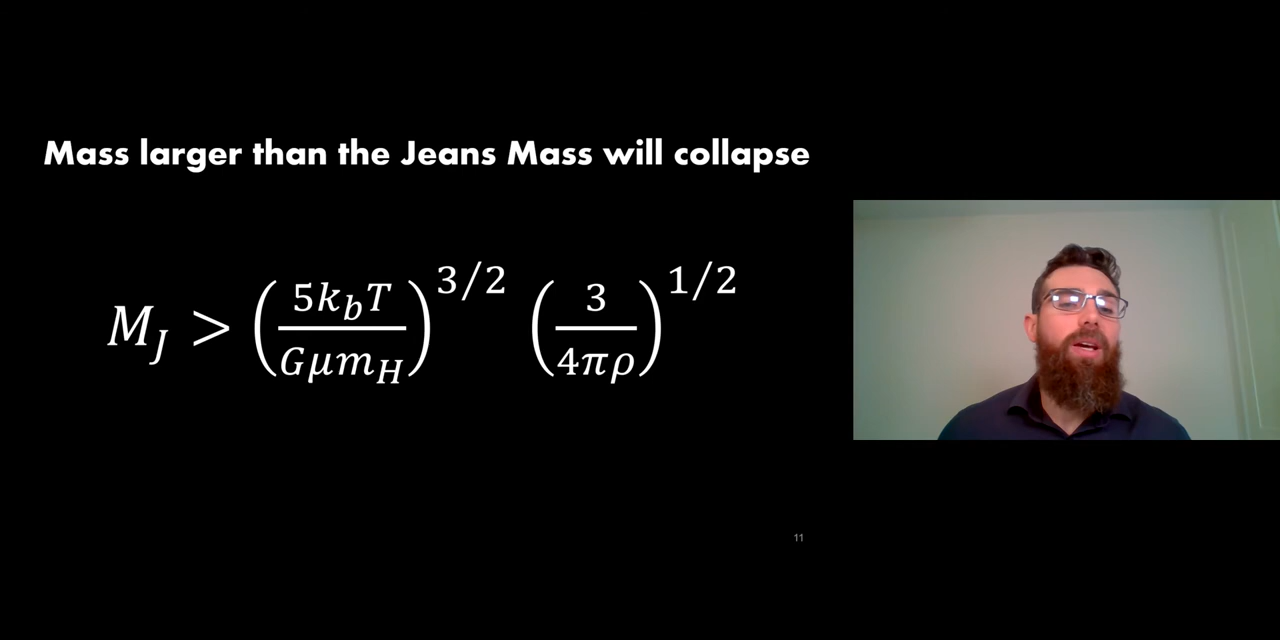 Mass larger than the Jeans Mass will collapse
M_J > (5k_bT / Gμm_H)^3/2 (3 / 4πρ)^1/2
11